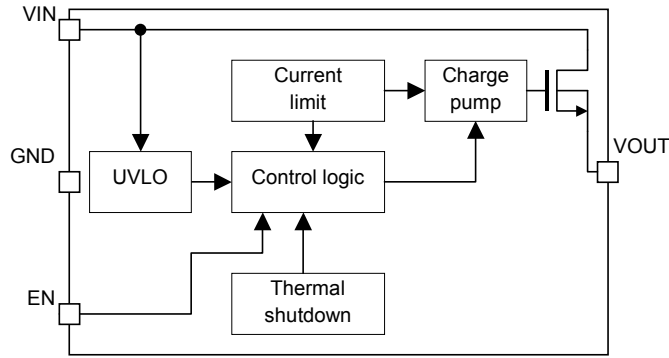 VIN
Current
limit
Charge
pump
GND
UVLO
Control logic
VOUT
EN
Thermal
shutdown